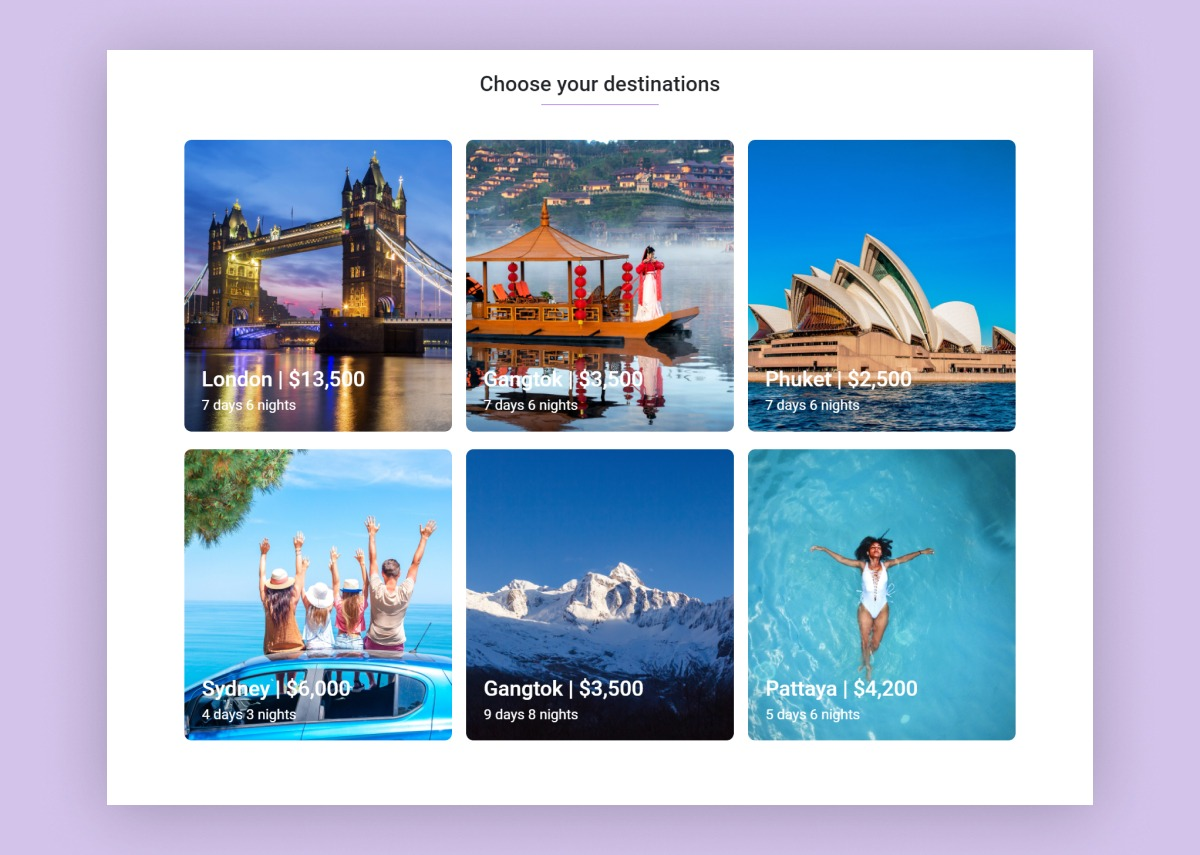 Choose your destinations
London | $13,500
7 days 6 nights
Gangtok | $3,500
7 days 6 nights
Phuket | $2,500
7 days 6 nights
Sydney | $6,000
4 days 3 nights
Gangtok | $3,500
9 days 8 nights
Pattaya | $4,200
5 days 6 nights